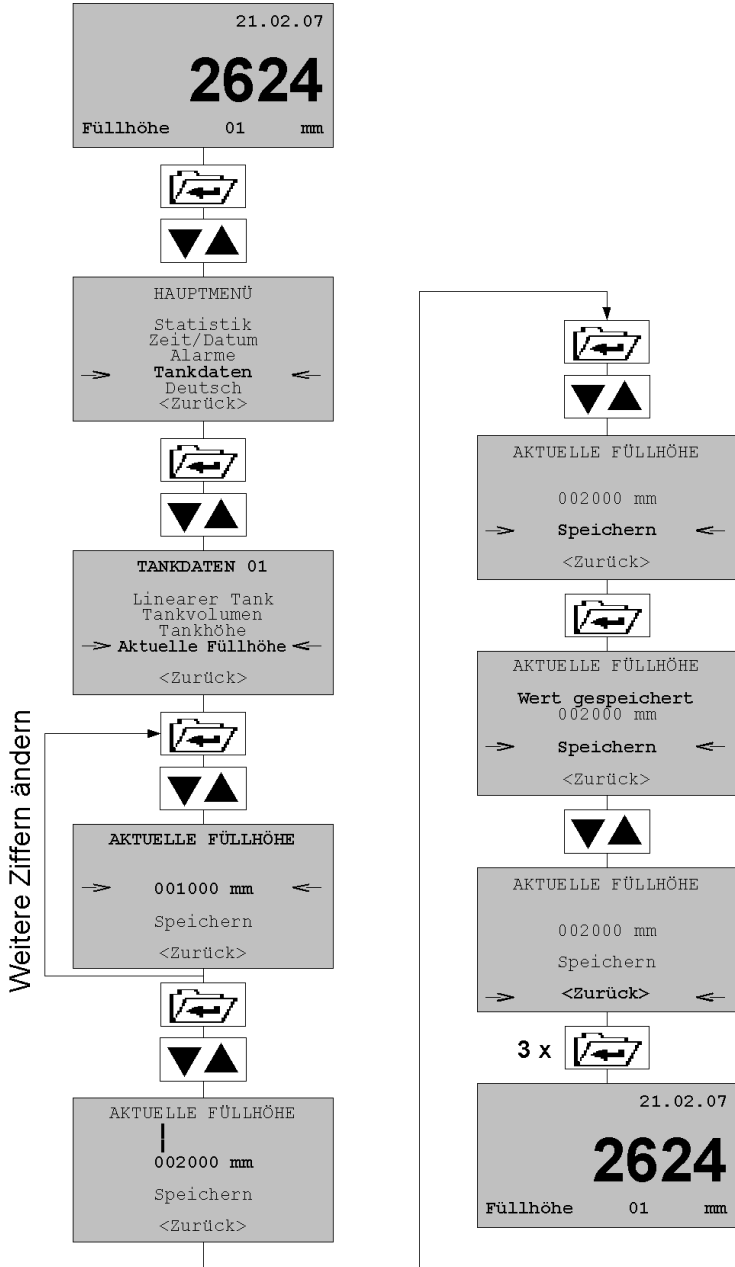 21.02.07
2624
Füllhöhe 01 mm
HAUPTMENÜ
Statistik
Zeit/Datum
Alarme
Tankdaten
Deutsch
<Zurück>
TANKDATEN 01
Linearer Tank
Tankvolumen
Tankhöhe
Aktuelle Füllhöhe
<Zurück>
Weitere Ziffern ändern
AKTUELLE FÜLLHÖHE
001000 mm
Speichern
<Zurück>
AKTUELLE FÜLLHÖHE
002000 mm
Speichern
<Zurück>
AKTUELLE FÜLLHÖHE
002000 mm
Speichern
<Zurück>
AKTUELLE FÜLLHÖHE
Wert gespeichert
002000 mm
Speichern
<Zurück>
AKTUELLE FÜLLHÖHE
002000 mm
Speichern
<Zurück>
3 x
21.02.07
2624
Füllhöhe 01 mm